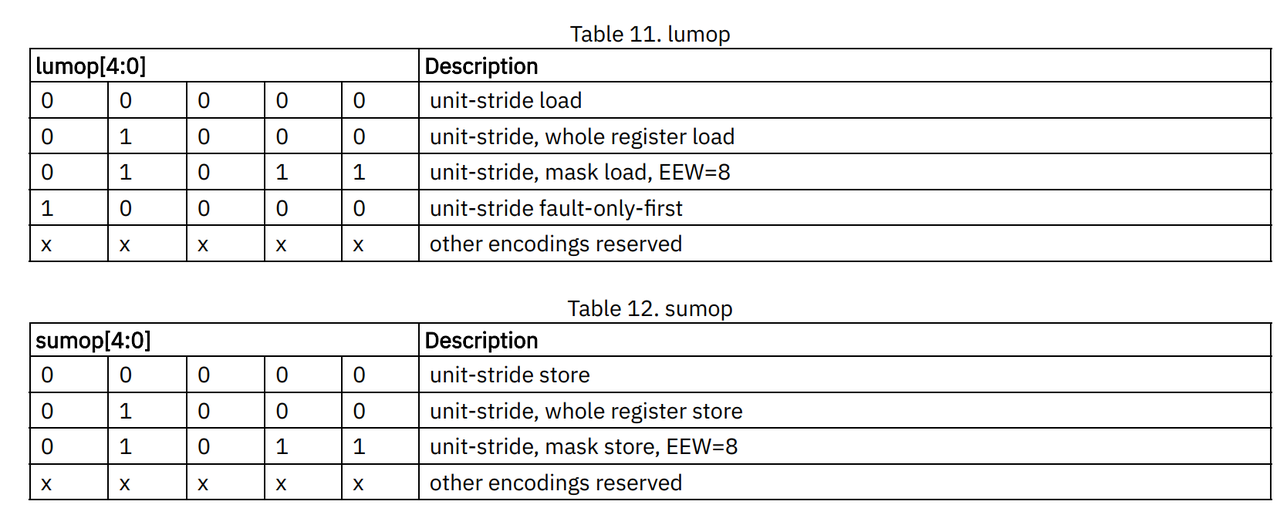 Table 11. lumop
lumop[4:0] Description
0 0 0 0 0 unit-stride load
0 1 0 0 0 unit-stride, whole register load
0 1 0 1 1 unit-stride, mask load, EEW=8
1 0 0 0 0 unit-stride fault-only-first
x x x x x other encodings reserved
Table 12. sumop
sumop[4:0] Description
0 0 0 0 0 unit-stride store
0 1 0 0 0 unit-stride, whole register store
0 1 0 1 1 unit-stride, mask store, EEW=8
x x x x x other encodings reserved